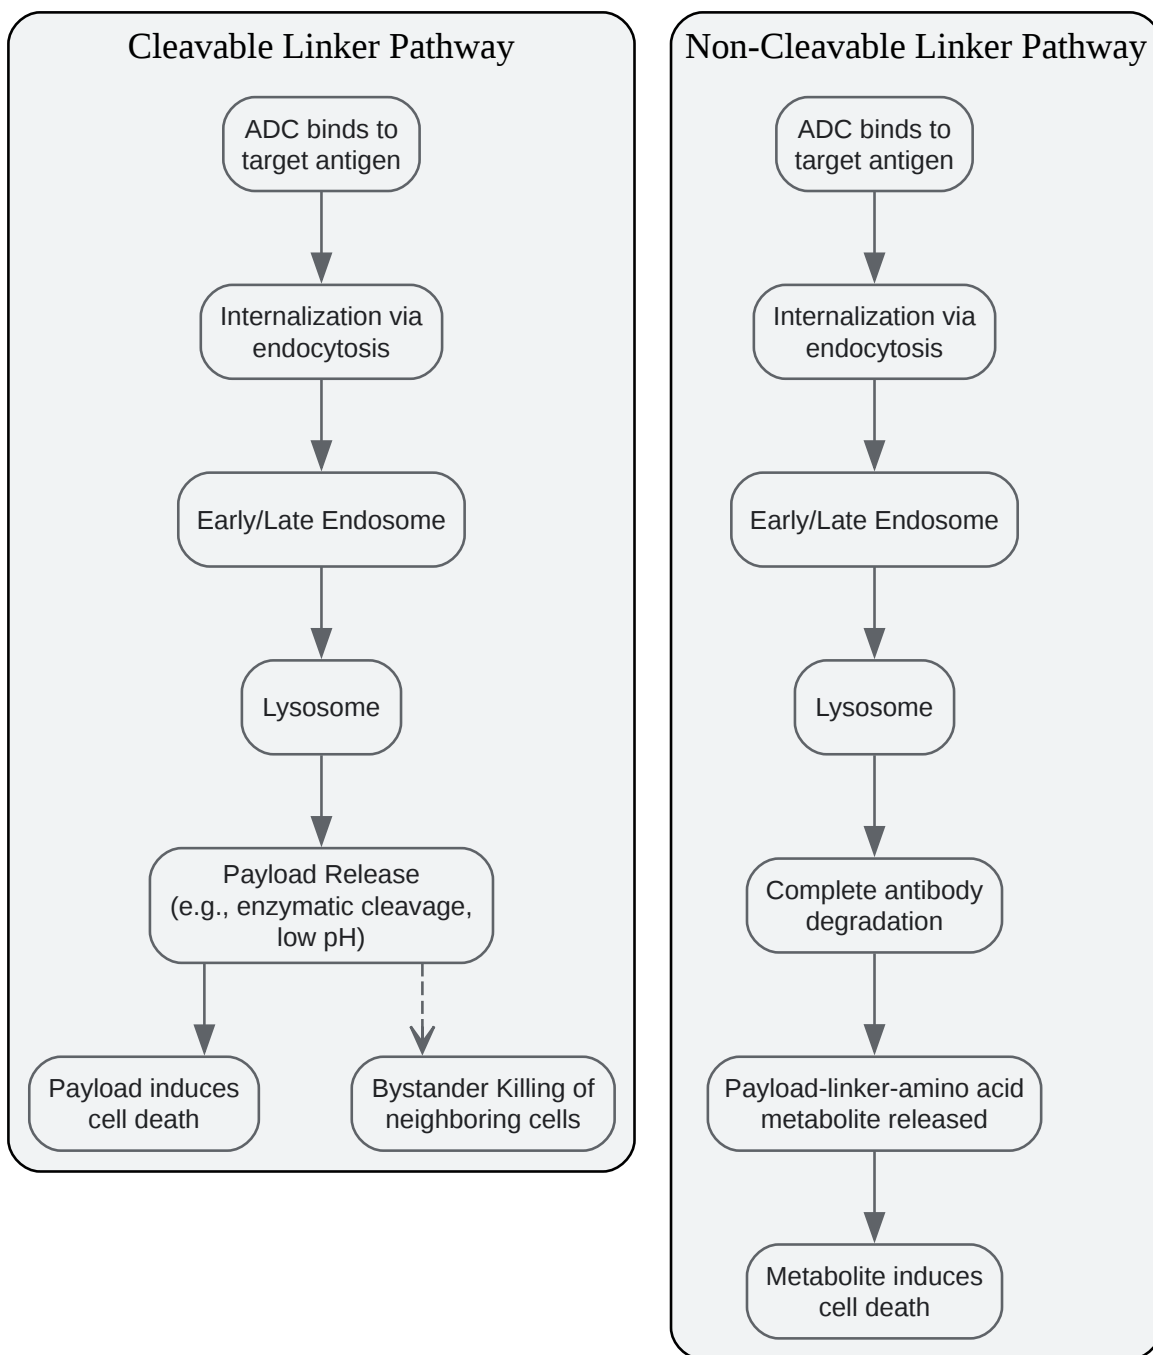 Cleavable Linker Pathway
ADC binds to
target antigen
Internalization via
endocytosis
Early/Late Endosome
Lysosome
Payload Release
(e.g., enzymatic cleavage,
low pH)
Payload induces
cell death
Bystander Killing of
neighboring cells
Non-Cleavable Linker Pathway
ADC binds to
target antigen
Internalization via
endocytosis
Early/Late Endosome
Lysosome
Complete antibody
degradation
Payload-linker-amino acid
metabolite released
Metabolite induces
cell death